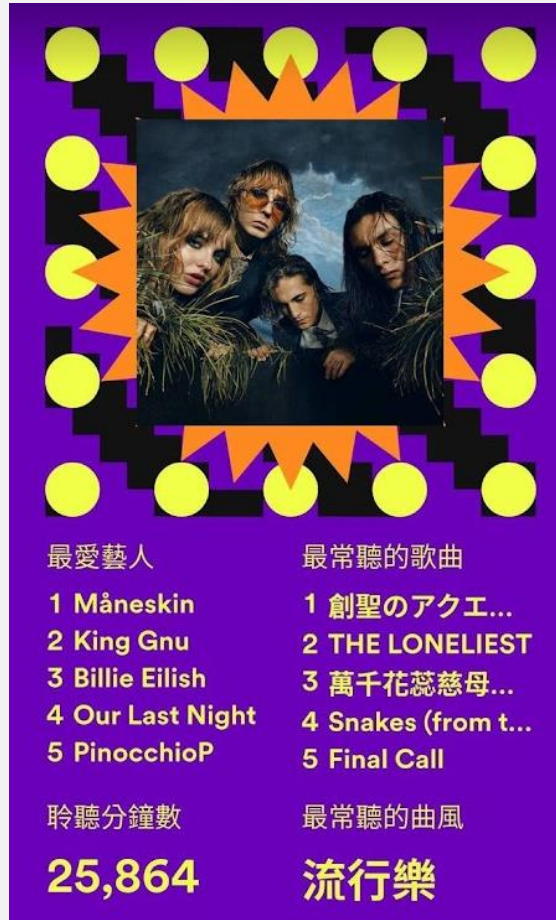 最愛藝人
1 Måneskin
2 King Gnu
3 Billie Eilish
4 Our Last Night
5 PinocchioP
最常聽的歌曲
1 創聖のアクエ...
2 THE LONELIEST
3 萬千花蕊慈母...
4 Snakes (from t...
5 Final Call
聆聽分鐘數
25,864
最常聽的曲風
流行樂